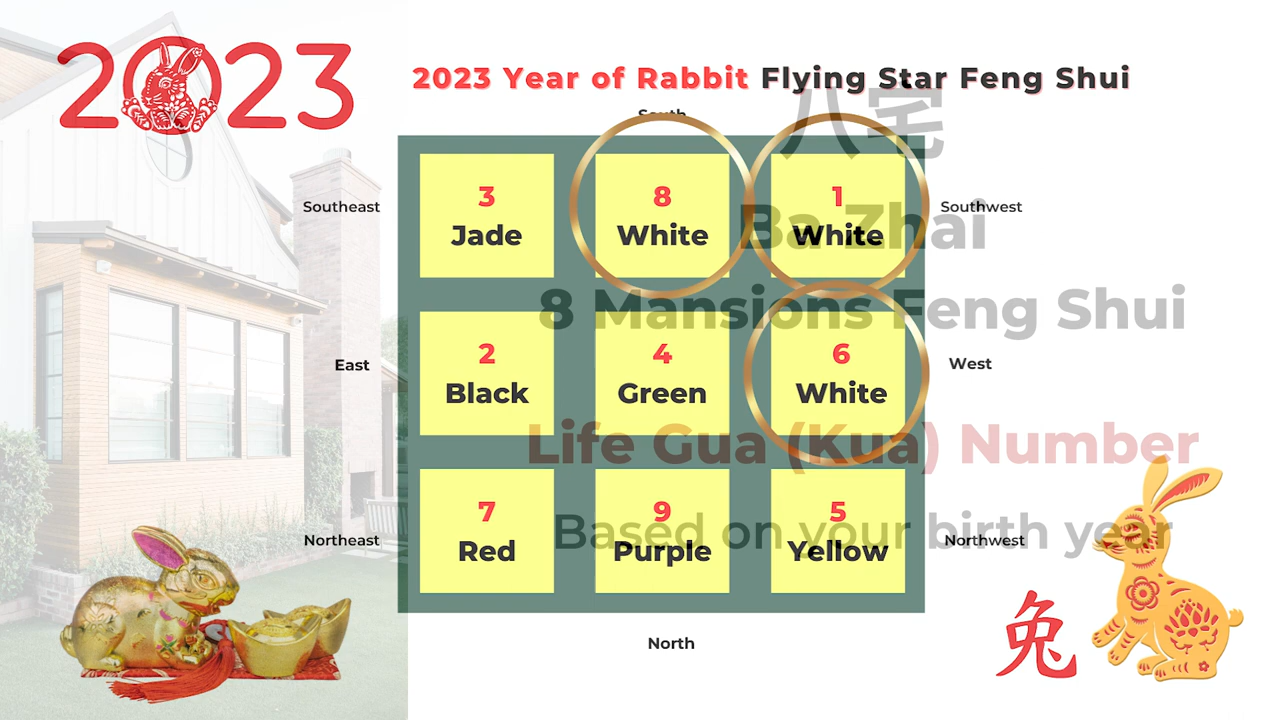 2023
2023 Year of Rabbit Flying Star Feng Shui
八宅
South
Southeast
3
Jade
8
White
1
White
Southwest
Ba Zhai
8 Mansions Feng Shui
East
2
Black
4
Green
6
White
West
Life Gua (Kua) Number
Northeast
7
Red
9
Purple
5
Yellow
Northwest
Based on your birth year
North
兔